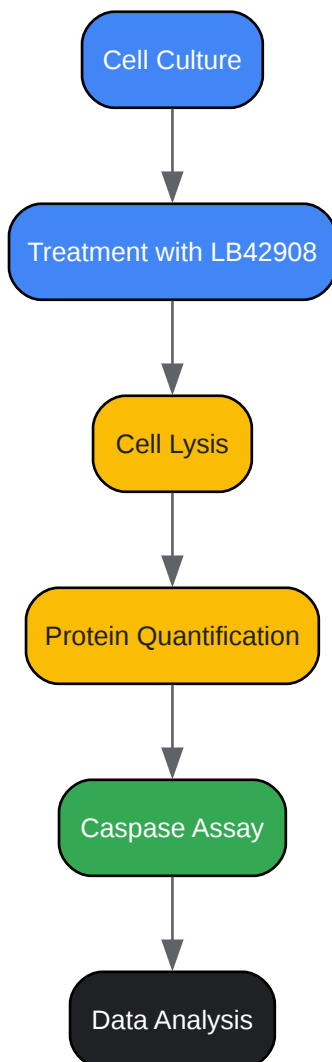 Cell Culture
Treatment with LB42908
Cell Lysis
Protein Quantification
Caspase Assay
Data Analysis